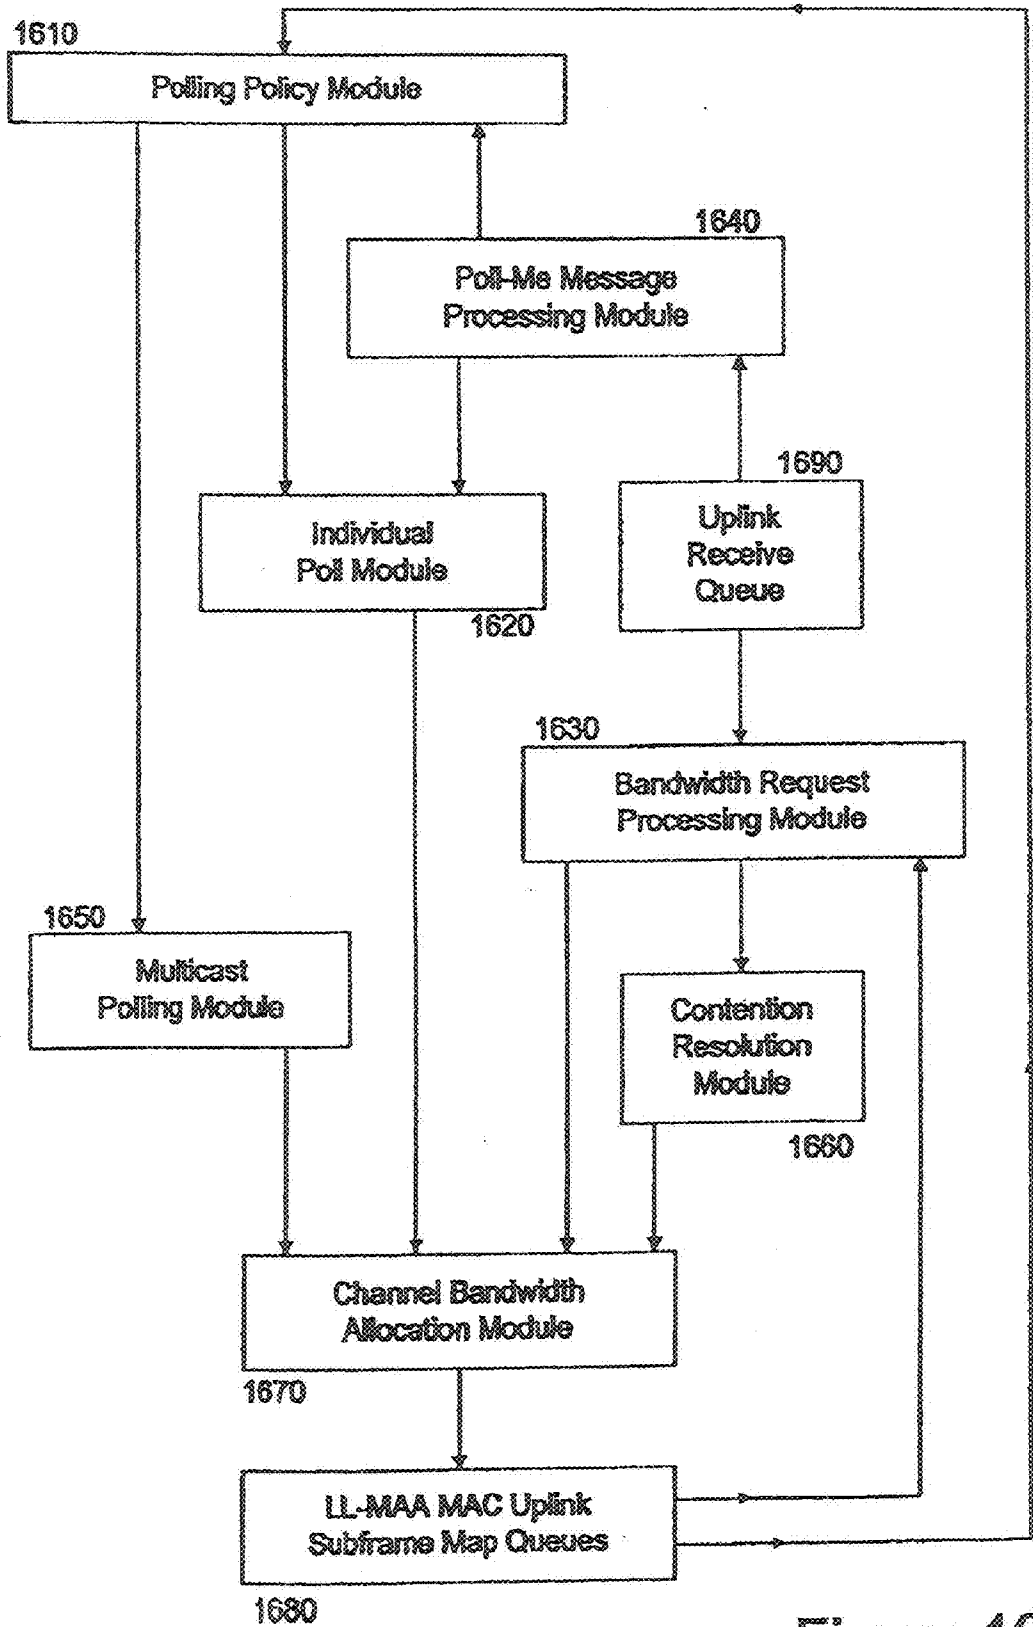 1610
Polling Policy Module
1640
Poll-Me Message
Processing Module
1690
Uplink
Receive
Queue
Individual
Poll Module
1620
1630
Bandwidth Request
Processing Module
1650
Multicast
Polling Module
Contention
Resolution
Module
1660
Channel Bandwidth
Allocation Module
1670
LL-MAA MAC Uplink
Subframe Map Queues
1680